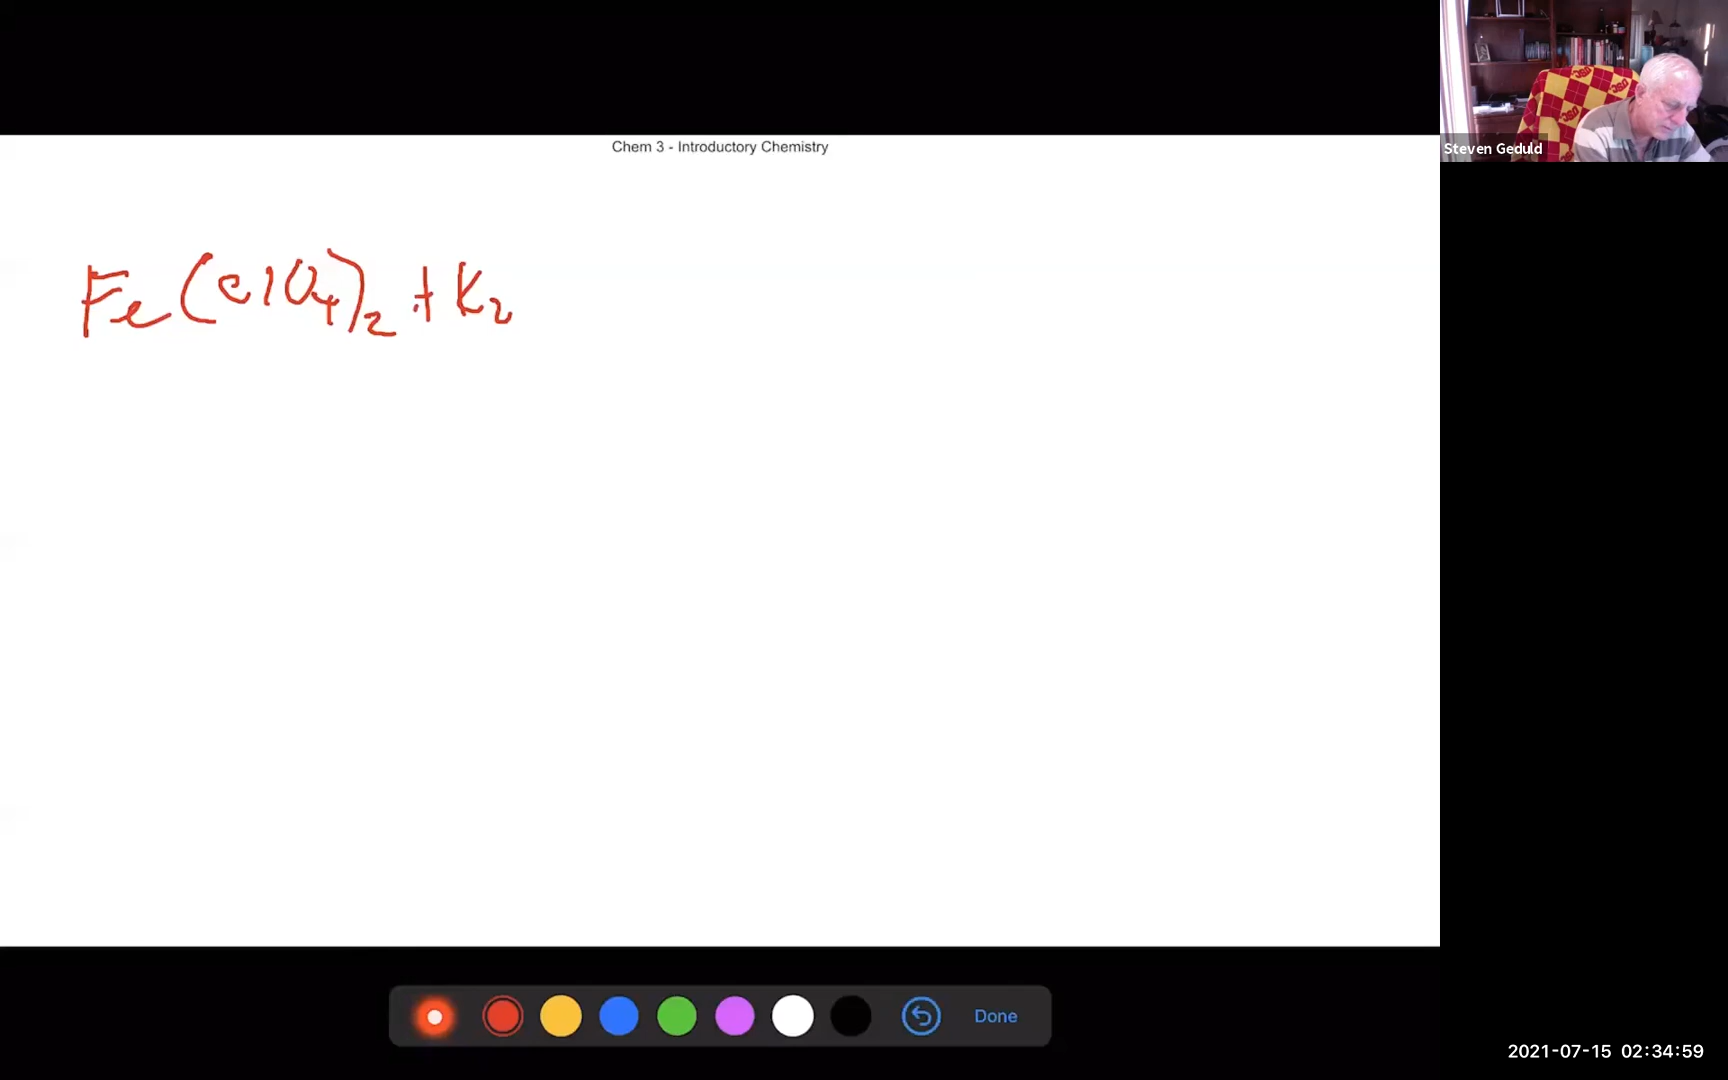 Chem 3 - Introductory Chemistry
Steven Geduld
Fe(ClO₄)₂ + K₂
Done
2021-07-15 02:34:59